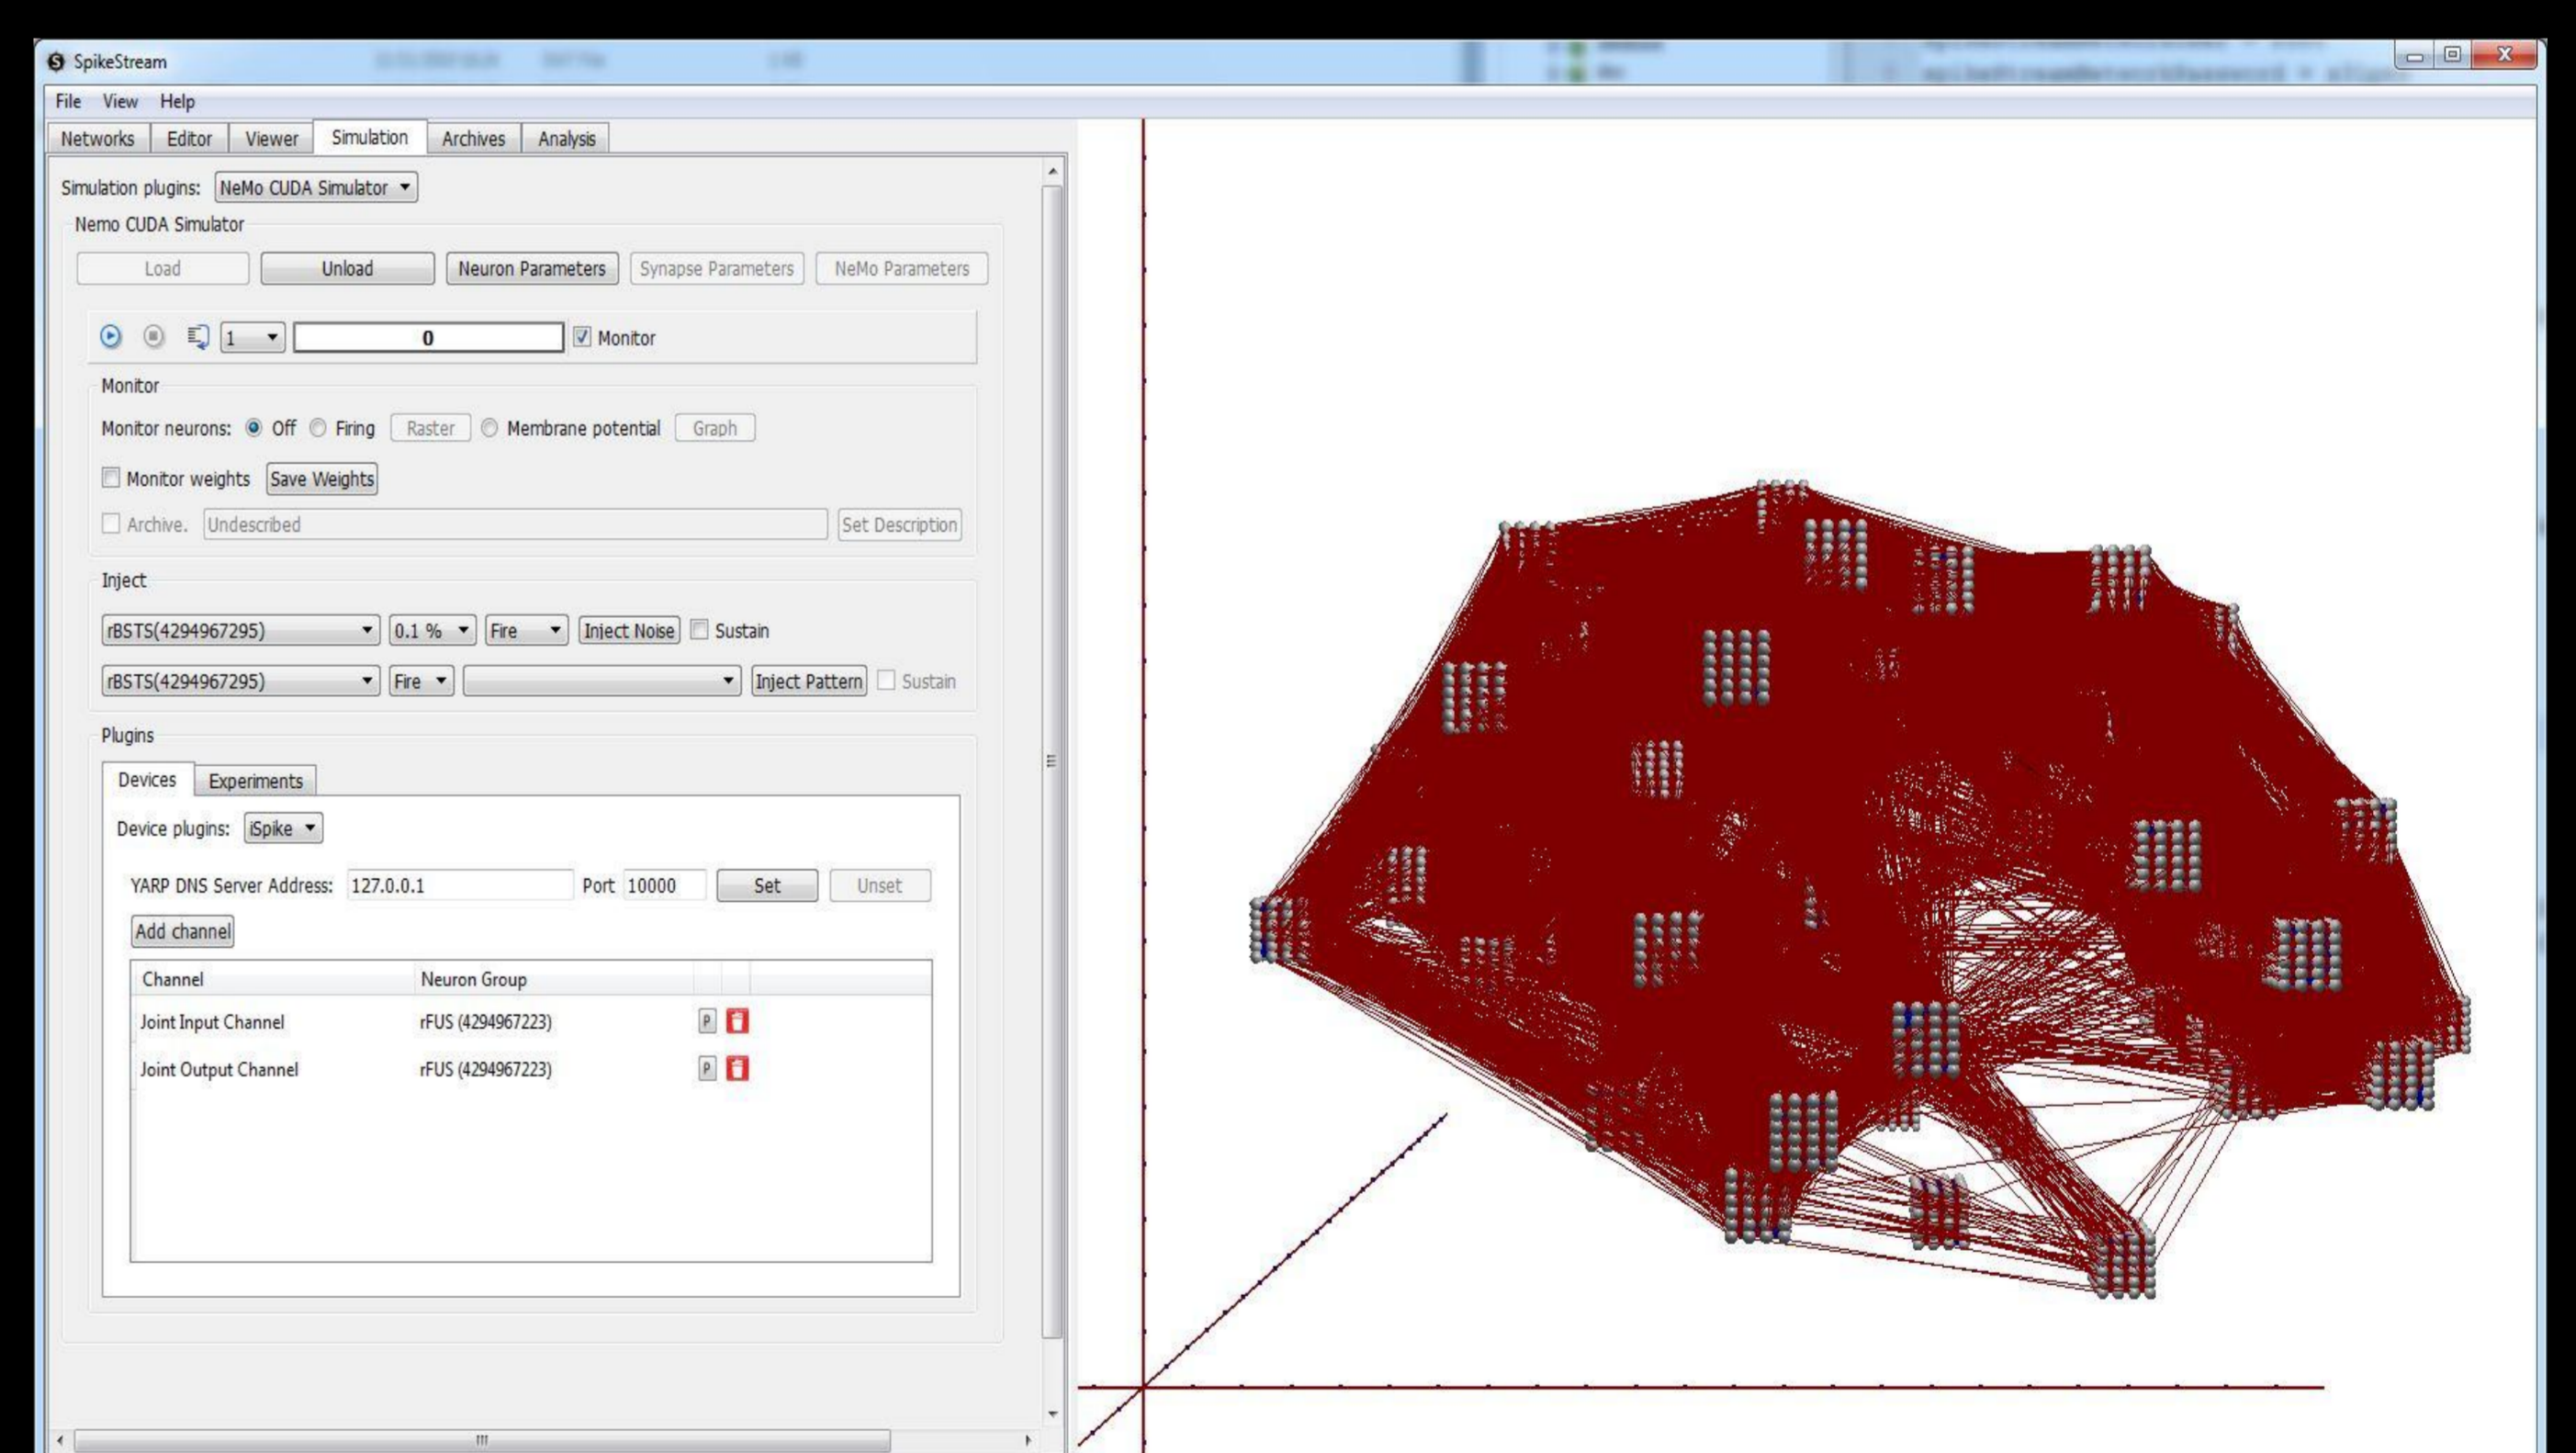 SpikeStream
File View Help
Networks Editor Viewer Simulation Archives Analysis
Simulation plugins: NeMo CUDA Simulator
Nemo CUDA Simulator
Load Unload Neuron Parameters Synapse Parameters NeMo Parameters
1 0 Monitor
Monitor
Monitor neurons: Off Firing Raster Membrane potential Graph
Monitor weights Save Weights
Archive. Undescribed Set Description
Inject
rBSTS(4294967295) 0.1 % Fire Inject Noise Sustain
rBSTS(4294967295) Fire Inject Pattern Sustain
Plugins
Devices Experiments
Device plugins: iSpike
YARP DNS Server Address: 127.0.0.1 Port 10000 Set Unset
Add channel
Channel Neuron Group
Joint Input Channel rFUS (4294967223) P
Joint Output Channel rFUS (4294967223) P